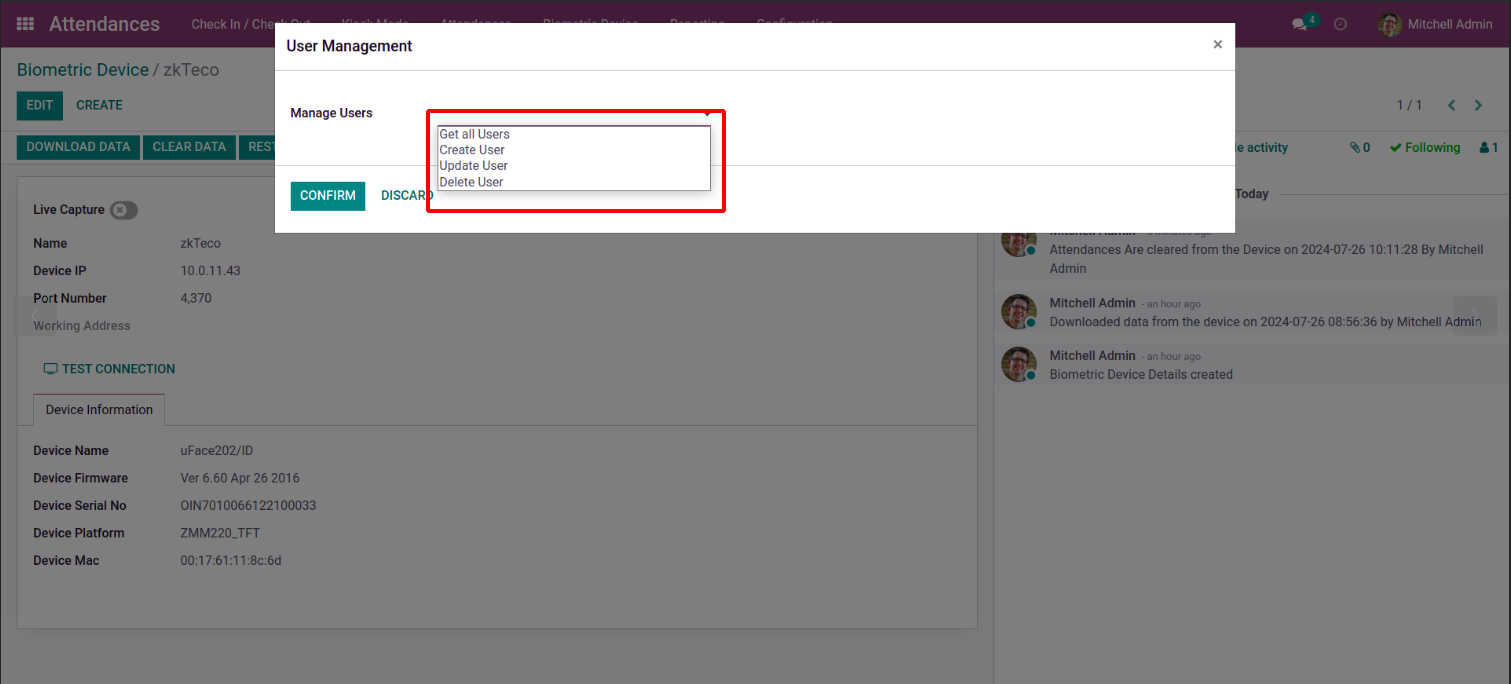 Attendances
Check In / Check Out Kiosk Mode Attendances Biometric Device Reporting Configuration
4
Mitchell Admin
User Management
×
Biometric Device / zkTeco
EDIT CREATE
1 / 1
Manage Users
Get all Users
Create User
Update User
Delete User
CONFIRM DISCARD
DOWNLOAD DATA CLEAR DATA
activity 0 Following 1
Today
Live Capture
Name zkTeco
Device IP 10.0.11.43
Port Number 4,370
Working Address
TEST CONNECTION
Device Information
Device Name uFace202/ID
Device Firmware Ver 6.60 Apr 26 2016
Device Serial No OIN7010066122100033
Device Platform ZMM220_TFT
Device Mac 00:17:61:11:8c:6d
Mitchell Admin
Attendances Are cleared from the Device on 2024-07-26 10:11:28 By Mitchell
Admin
Mitchell Admin - an hour ago
Downloaded data from the device on 2024-07-26 08:56:36 by Mitchell Admin
Mitchell Admin - an hour ago
Biometric Device Details created